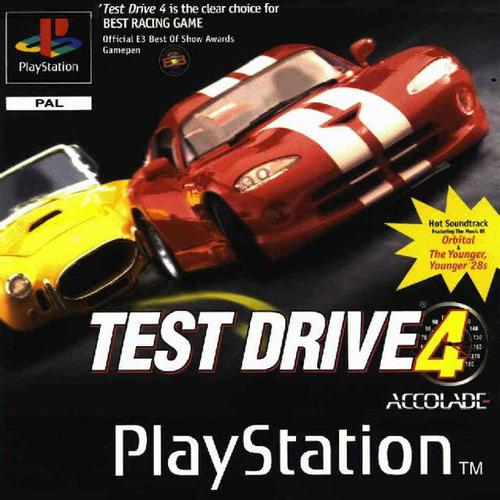 'Test Drive 4 is the clear choice for
BEST RACING GAME
Official E3 Best Of Show Awards
Gamepen
E3
PlayStation
PAL
Hot Soundtrack
Featuring The Music Of
Orbital
&
The Younger,
Younger '28s
TEST DRIVE 4
ACCOLADE
PlayStation TM